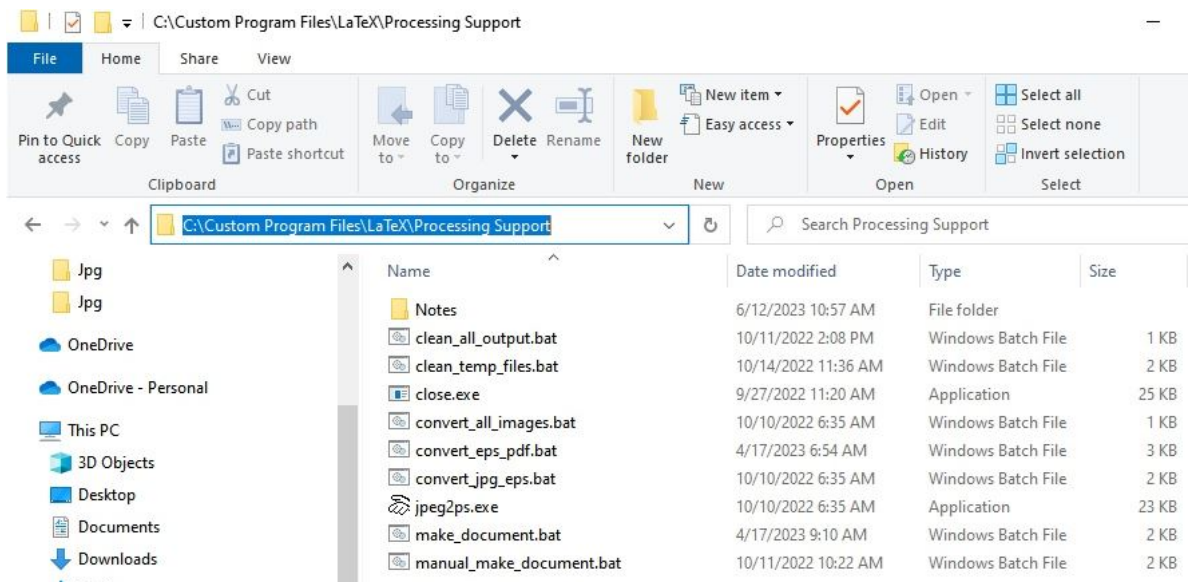 C:\Custom Program Files\LaTeX\Processing Support
File Home Share View
Pin to Quick access
Copy
Paste
Cut
Copy path
Paste shortcut
Clipboard
Move to
Copy to
Delete
Rename
Organize
New folder
New item
Easy access
New
Properties
Open
Edit
History
Open
Select all
Select none
Invert selection
Select
C:\Custom Program Files\LaTeX\Processing Support
Search Processing Support
Jpg
Jpg
OneDrive
OneDrive - Personal
This PC
3D Objects
Desktop
Documents
Downloads
Name Date modified Type Size
Notes 6/12/2023 10:57 AM File folder
clean_all_output.bat 10/11/2022 2:08 PM Windows Batch File 1 KB
clean_temp_files.bat 10/14/2022 11:36 AM Windows Batch File 2 KB
close.exe 9/27/2022 11:20 AM Application 25 KB
convert_all_images.bat 10/10/2022 6:35 AM Windows Batch File 1 KB
convert_eps_pdf.bat 4/17/2023 6:54 AM Windows Batch File 3 KB
convert_jpg_eps.bat 10/10/2022 6:35 AM Windows Batch File 2 KB
jpeg2ps.exe 10/10/2022 6:35 AM Application 23 KB
make_document.bat 4/17/2023 9:10 AM Windows Batch File 2 KB
manual_make_document.bat 10/11/2022 10:22 AM Windows Batch File 2 KB